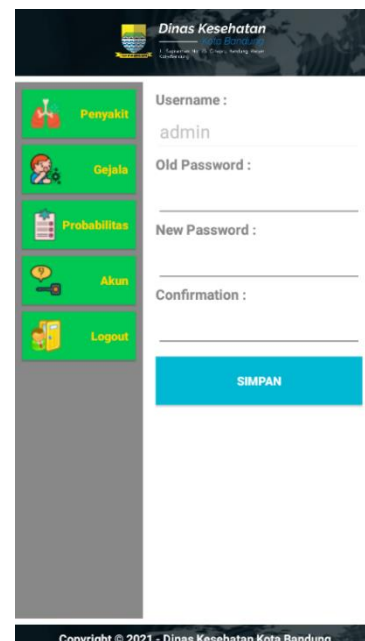 Dinas Kesehatan
Kota Bandung
Penyakit
Gejala
Probabilitas
Akun
Logout
Username :
admin
Old Password :
New Password :
Confirmation :
SIMPAN
Copyright © 2021 - Dinas Kesehatan Kota Bandung